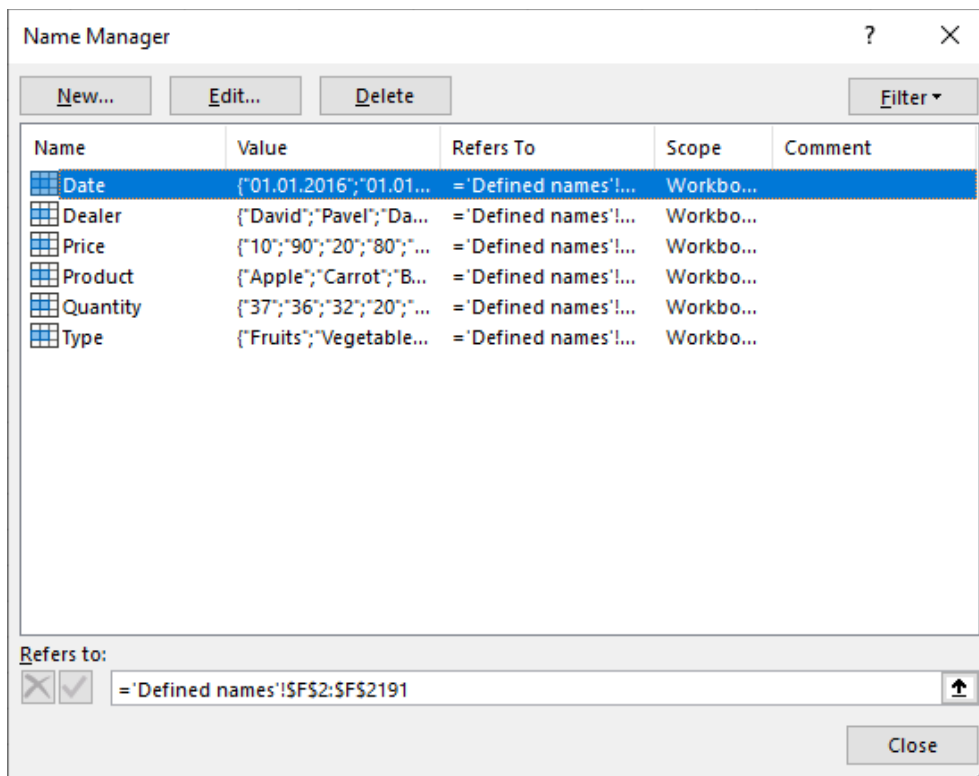 Name Manager ? ×
New... Edit... Delete Filter
Name Value Refers To Scope Comment
Date {"01.01.2016";"01.01... ='Defined names'!... Workbo...
Dealer {"David";"Pavel";"Da... ='Defined names'!... Workbo...
Price {"10";"90";"20";"80";"... ='Defined names'!... Workbo...
Product {"Apple";"Carrot";"B... ='Defined names'!... Workbo...
Quantity {"37";"36";"32";"20";"... ='Defined names'!... Workbo...
Type {"Fruits";"Vegetable... ='Defined names'!... Workbo...
Refers to:
='Defined names'!$F$2:$F$2191
Close